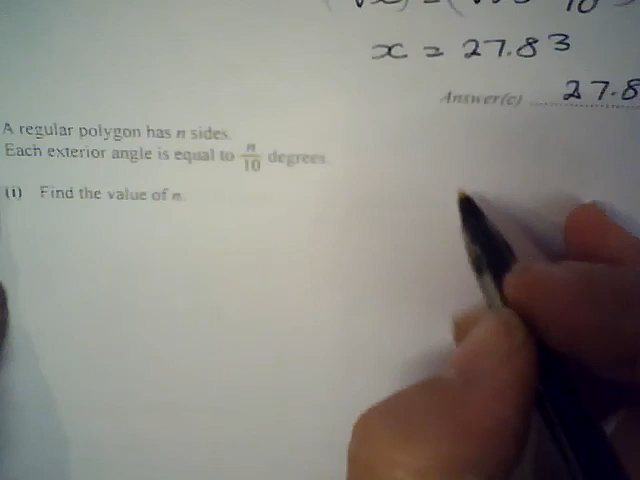 x = 27.83
Answer(c) 27.8
A regular polygon has n sides.
Each exterior angle is equal to n/10 degrees.
(i) Find the value of n.